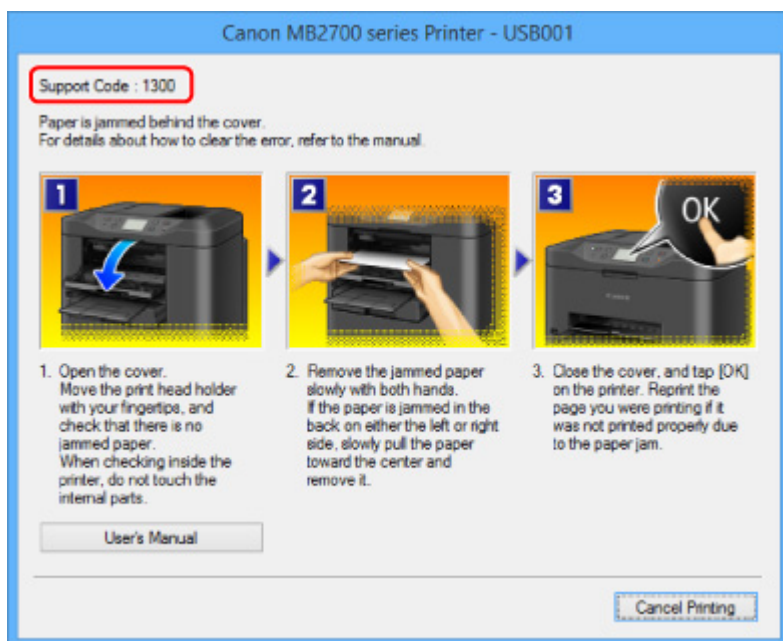 Canon MB2700 series Printer - USB001
Support Code : 1300
Paper is jammed behind the cover.
For details about how to clear the error, refer to the manual.
1
2
3
OK
1. Open the cover.
Move the print head holder
with your fingertips, and
check that there is no
jammed paper.
When checking inside the
printer, do not touch the
internal parts.
2. Remove the jammed paper
slowly with both hands.
If the paper is jammed in the
back on either the left or right
side, slowly pull the paper
toward the center and
remove it.
3. Close the cover, and tap [OK]
on the printer. Reprint the
page you were printing if it
was not printed properly due
to the paper jam.
User's Manual
Cancel Printing